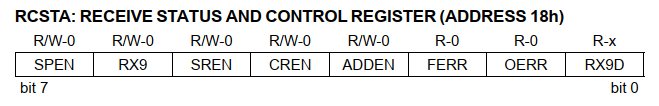 RCSTA: RECEIVE STATUS AND CONTROL REGISTER (ADDRESS 18h)
R/W-0 R/W-0 R/W-0 R/W-0 R/W-0 R-0 R-0 R-x
SPEN RX9 SREN CREN ADDEN FERR OERR RX9D
bit 7 bit 0